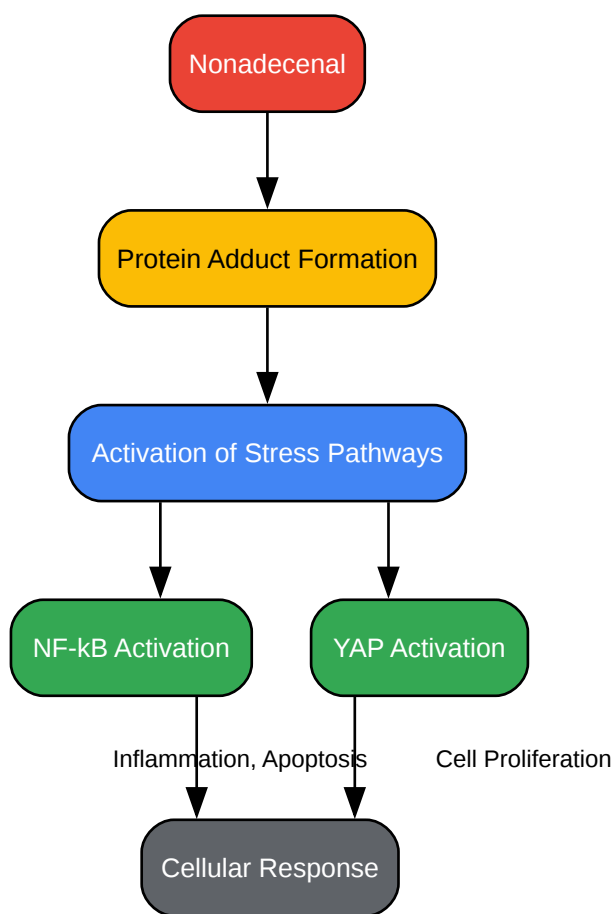 Nonadecenal
Protein Adduct Formation
Activation of Stress Pathways
NF-kB Activation
YAP Activation
Inflammation, Apoptosis
Cell Proliferation
Cellular Response